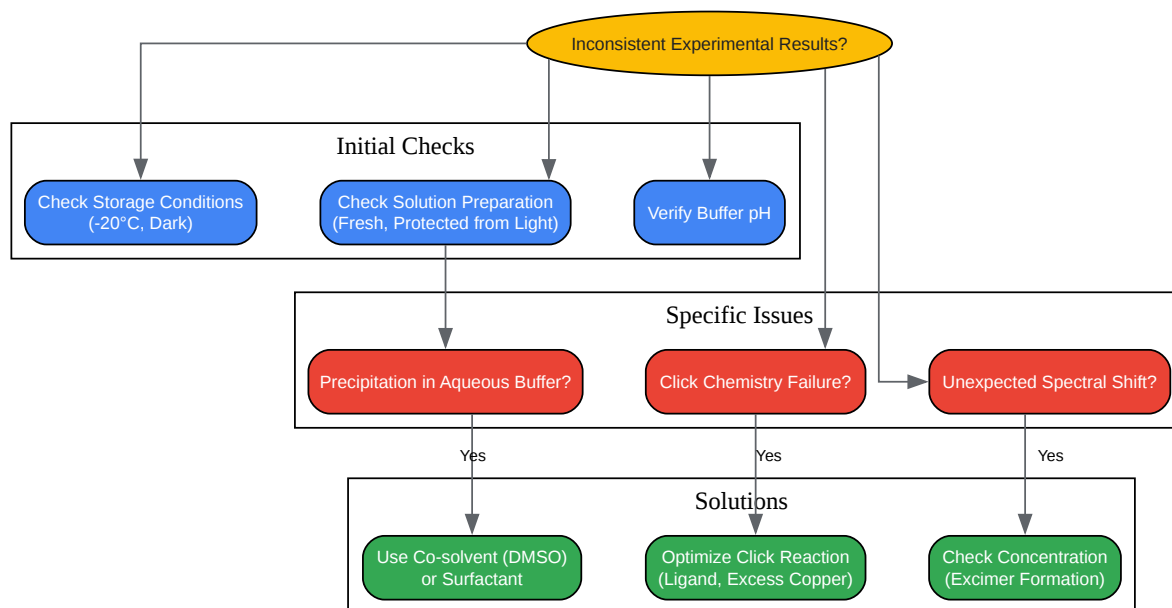 Inconsistent Experimental Results?
Initial Checks
Check Storage Conditions
(-20°C, Dark)
Check Solution Preparation
(Fresh, Protected from Light)
Verify Buffer pH
Specific Issues
Precipitation in Aqueous Buffer?
Click Chemistry Failure?
Unexpected Spectral Shift?
Yes
Yes
Yes
Solutions
Use Co-solvent (DMSO)
or Surfactant
Optimize Click Reaction
(Ligand, Excess Copper)
Check Concentration
(Excimer Formation)